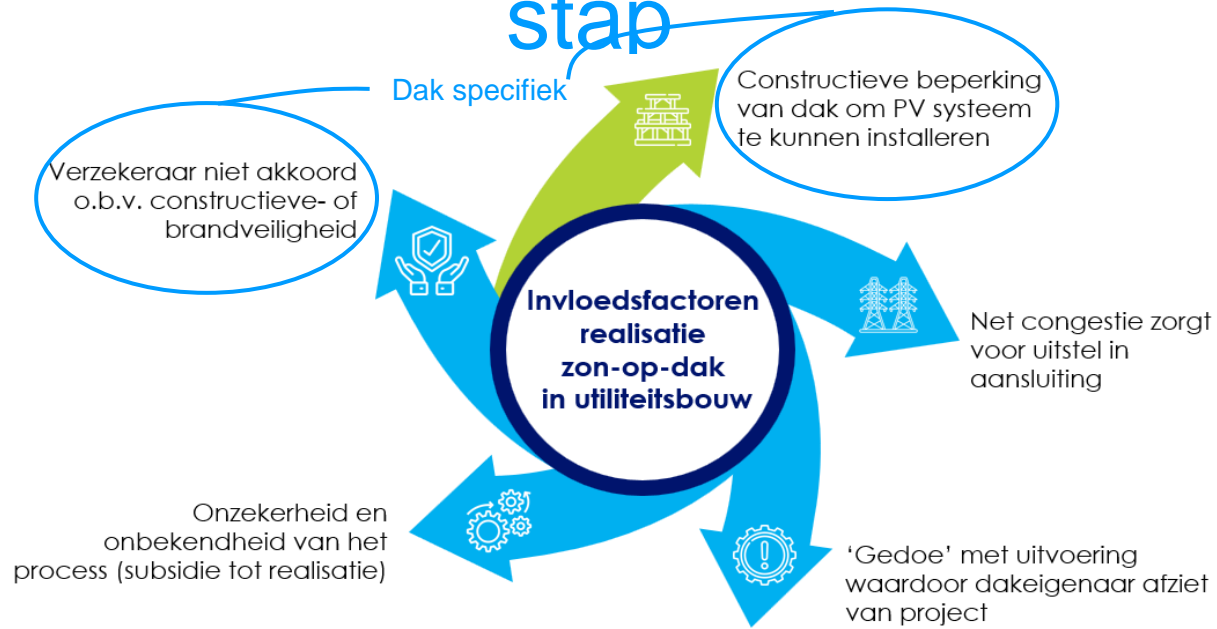 stap
Dak specifiek
Constructieve beperking
van dak om PV systeem
te kunnen installeren
Verzekeraar niet akkoord
o.b.v. constructieve- of
brandveiligheid
Invloedsfactoren
realisatie
zon-op-dak
in utiliteitsbouw
Net congestie zorgt
voor uitstel in
aansluiting
Onzekerheid en
onbekendheid van het
process (subsidie tot realisatie)
‘Gedoe’ met uitvoering
waardoor dakeigenaar afziet
van project